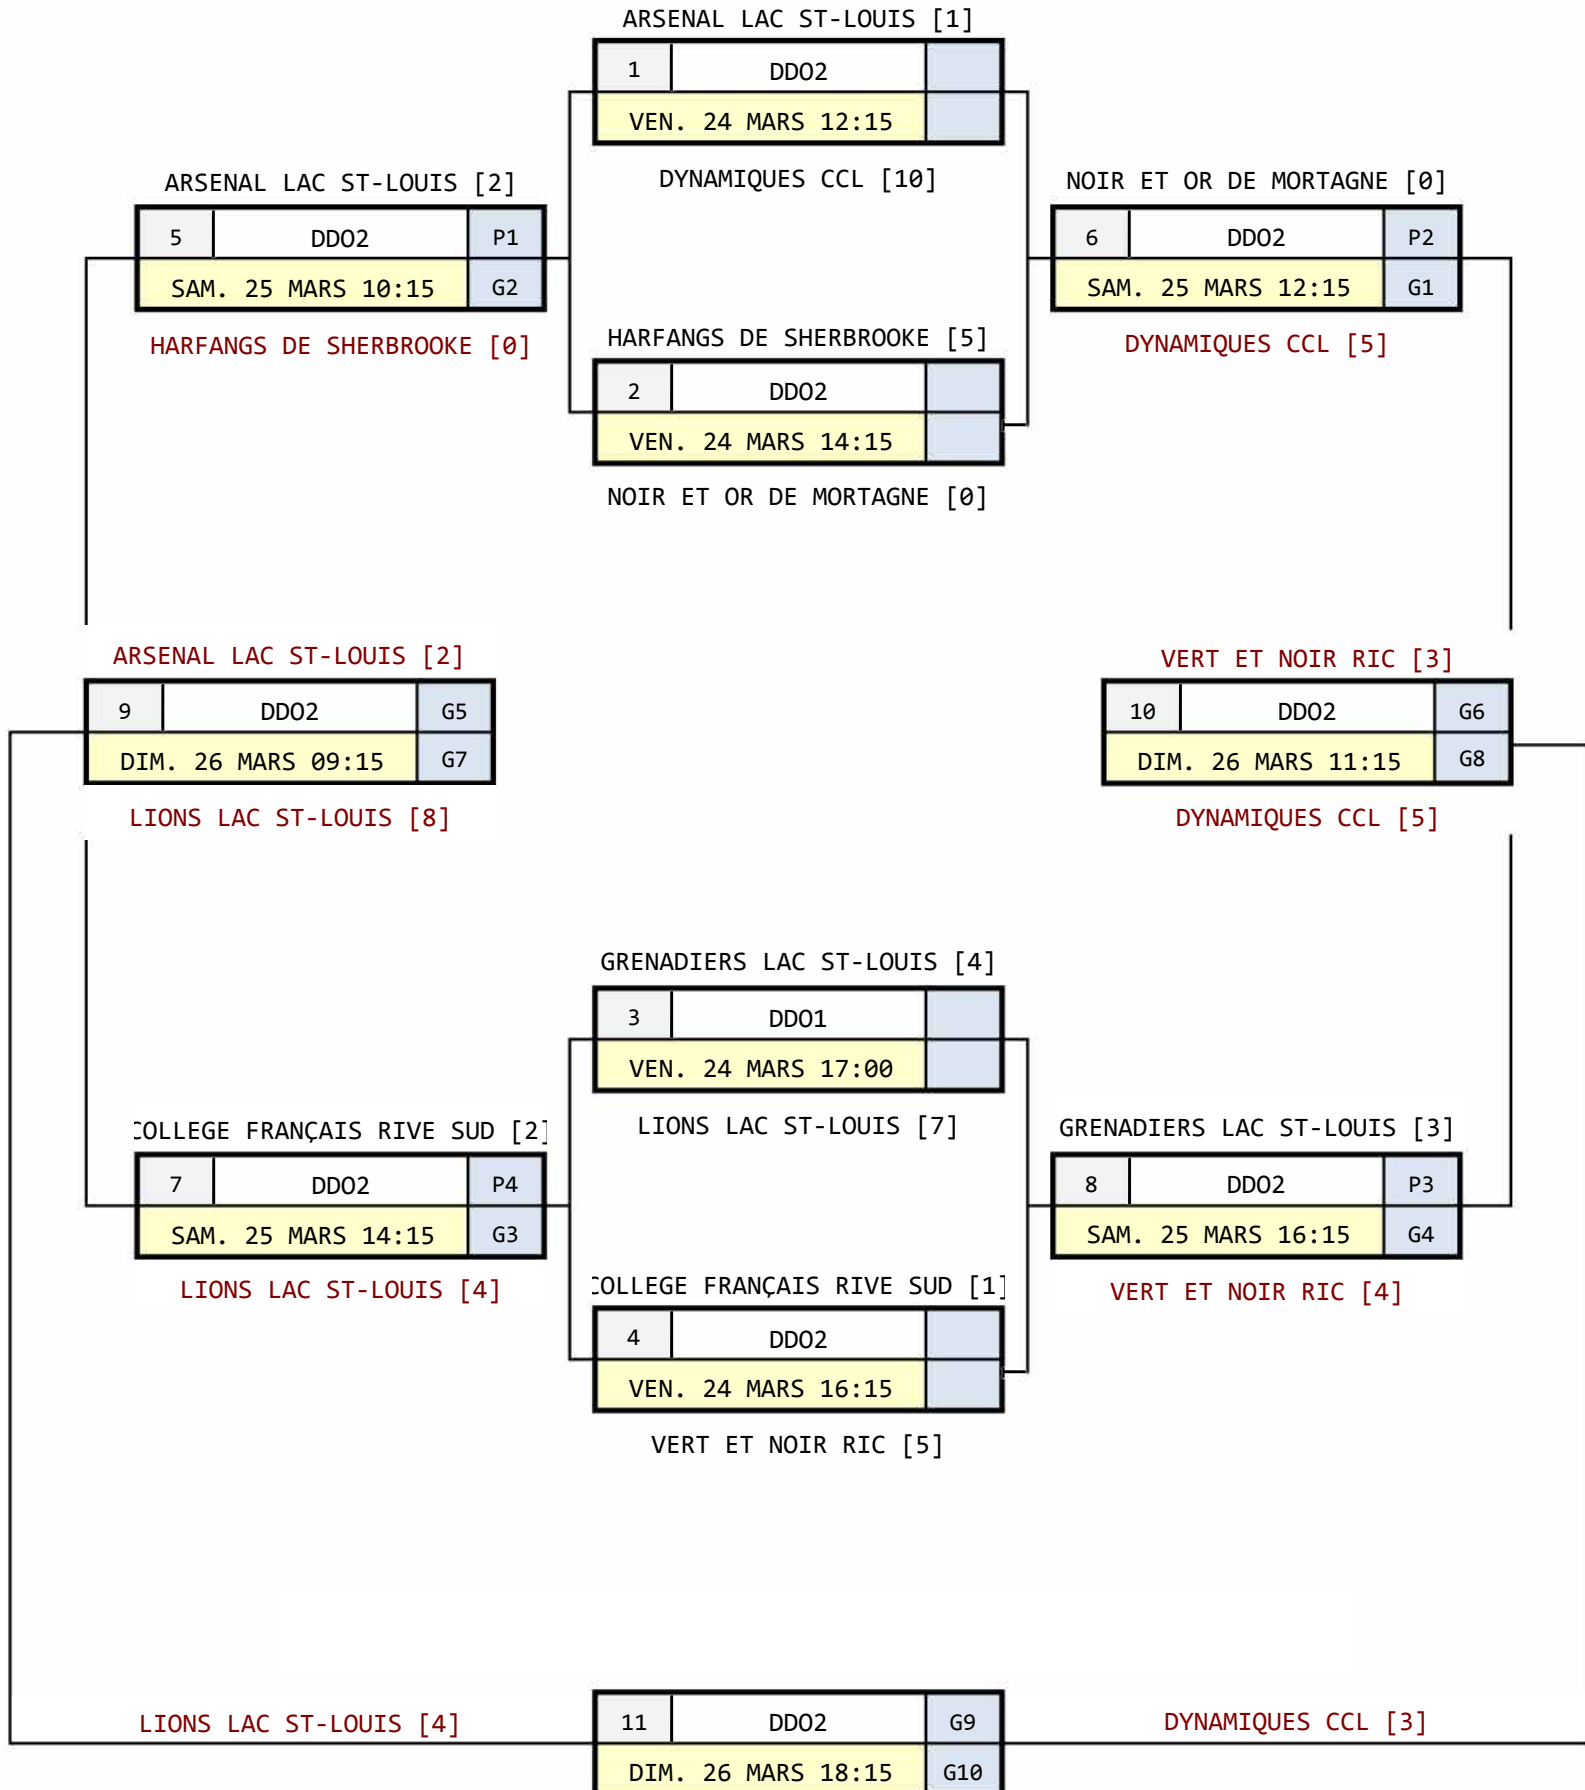 ARSENAL LAC ST-LOUIS [1]
1 DDO2
VEN. 24 MARS 12:15
DYNAMIQUES CCL [10]
ARSENAL LAC ST-LOUIS [2]
5 DDO2 P1
SAM. 25 MARS 10:15 G2
HARFANGS DE SHERBROOKE [0]
NOIR ET OR DE MORTAGNE [0]
6 DDO2 P2
SAM. 25 MARS 12:15 G1
DYNAMIQUES CCL [5]
HARFANGS DE SHERBROOKE [5]
2 DDO2
VEN. 24 MARS 14:15
NOIR ET OR DE MORTAGNE [0]
ARSENAL LAC ST-LOUIS [2]
9 DDO2 G5
DIM. 26 MARS 09:15 G7
LIONS LAC ST-LOUIS [8]
VERT ET NOIR RIC [3]
10 DDO2 G6
DIM. 26 MARS 11:15 G8
DYNAMIQUES CCL [5]
GRENADIERS LAC ST-LOUIS [4]
3 DDO1
VEN. 24 MARS 17:00
LIONS LAC ST-LOUIS [7]
COLLEGE FRANÇAIS RIVE SUD [2]
7 DDO2 P4
SAM. 25 MARS 14:15 G3
LIONS LAC ST-LOUIS [4]
GRENADIERS LAC ST-LOUIS [3]
8 DDO2 P3
SAM. 25 MARS 16:15 G4
VERT ET NOIR RIC [4]
COLLEGE FRANÇAIS RIVE SUD [1]
4 DDO2
VEN. 24 MARS 16:15
VERT ET NOIR RIC [5]
LIONS LAC ST-LOUIS [4]
11 DDO2 G9
DIM. 26 MARS 18:15 G10
DYNAMIQUES CCL [3]